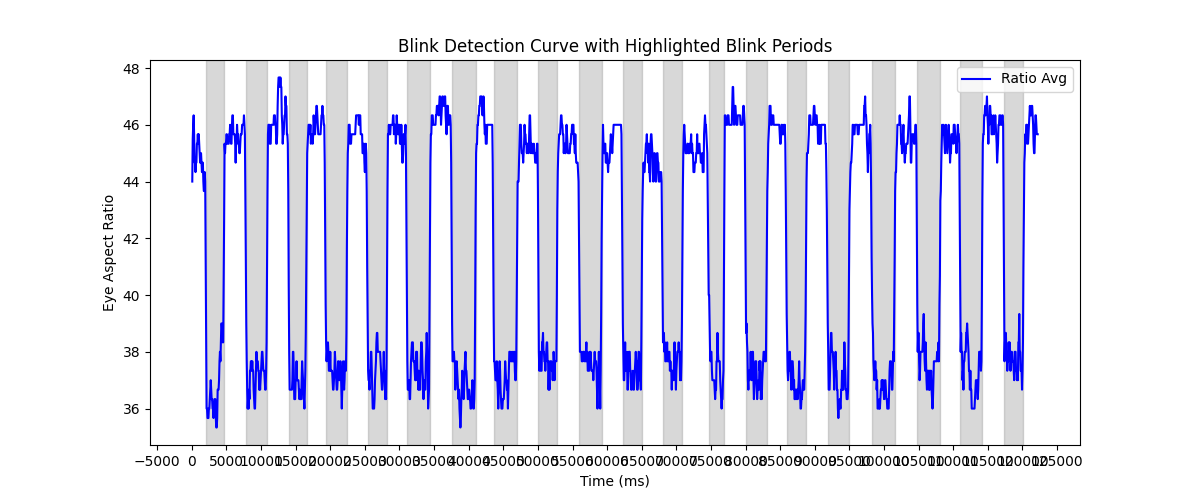 Blink Detection Curve with Highlighted Blink Periods
Ratio Avg
Eye Aspect Ratio
48
46
44
42
40
38
36
−5000 0 5000 10000 15000 20000 25000 30000 35000 40000 45000 50000 55000 60000 65000 70000 75000 80000 85000 90000 95000 100000 105000 110000 115000 120000 125000
Time (ms)